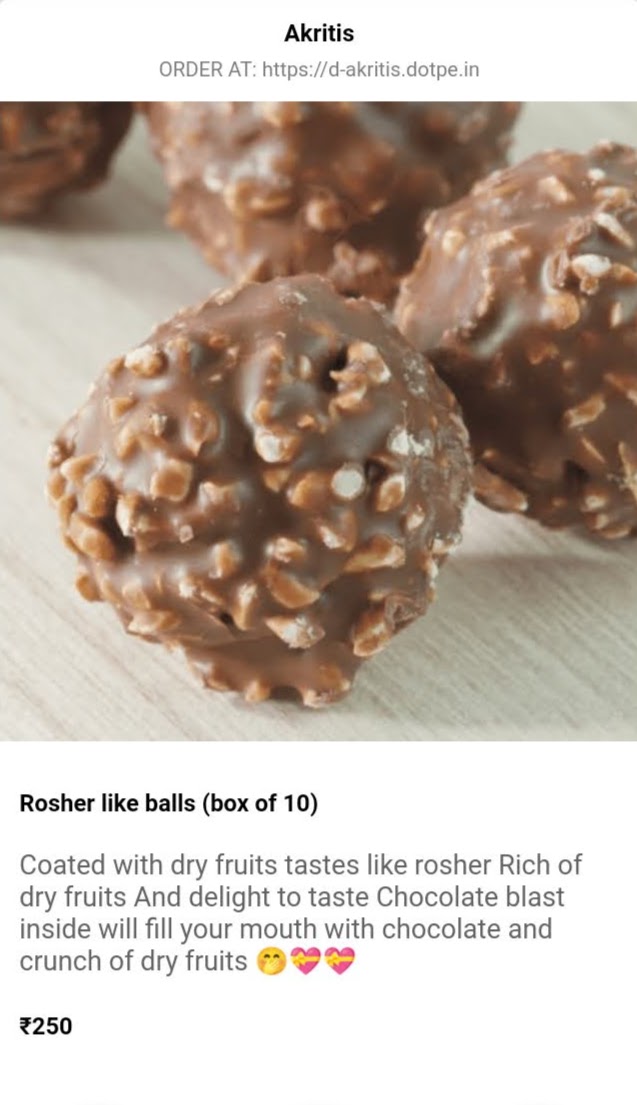 Akritis
ORDER AT: https://d-akritis.dotpe.in
Rosher like balls (box of 10)
Coated with dry fruits tastes like rosher Rich of
dry fruits And delight to taste Chocolate blast
inside will fill your mouth with chocolate and
crunch of dry fruits 🤭💝💝
₹250